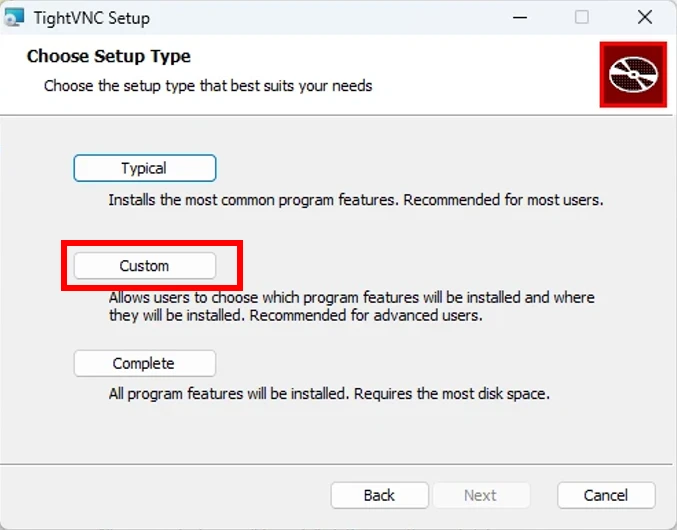 TightVNC Setup
Choose Setup Type
Choose the setup type that best suits your needs
Typical
Installs the most common program features. Recommended for most users.
Custom
Allows users to choose which program features will be installed and where
they will be installed. Recommended for advanced users.
Complete
All program features will be installed. Requires the most disk space.
Back
Next
Cancel